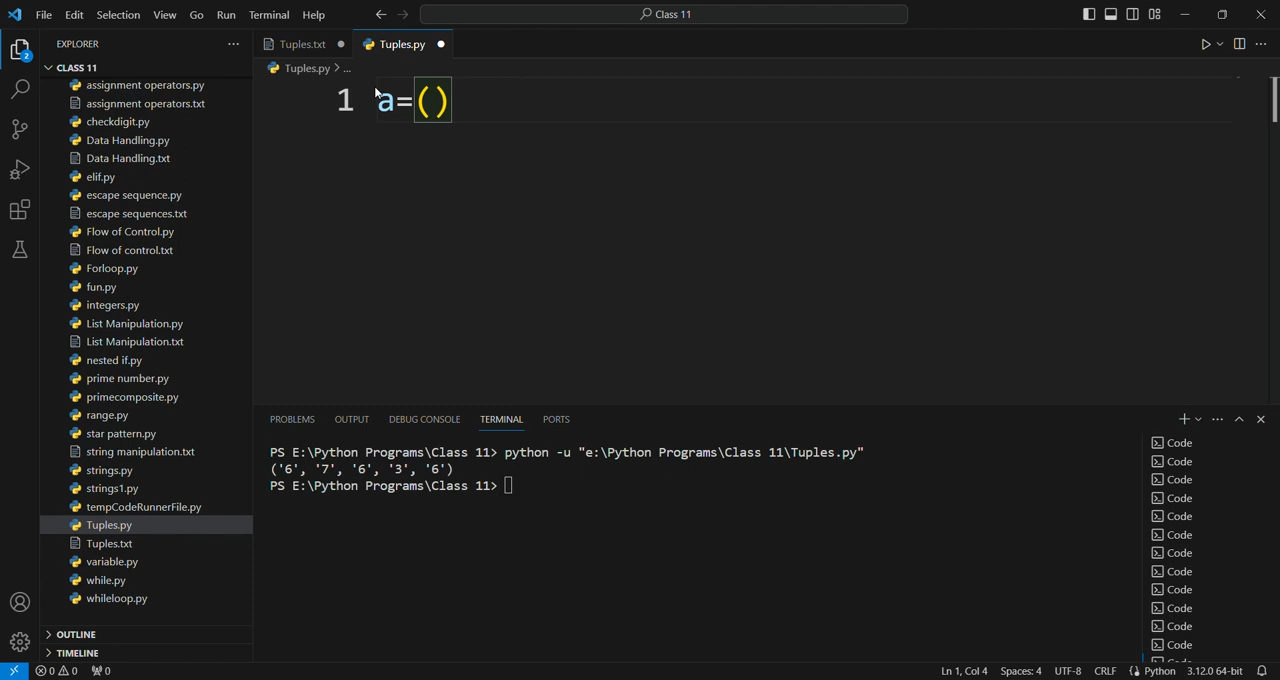 File Edit Selection View Go Run Terminal Help
Class 11
EXPLORER
Tuples.txt
Tuples.py
CLASS 11
Tuples.py > ...
assignment operators.py
assignment operators.txt
checkdigit.py
Data Handling.py
Data Handling.txt
elif.py
escape sequence.py
escape sequences.txt
Flow of Control.py
Flow of control.txt
Forloop.py
fun.py
integers.py
List Manipulation.py
List Manipulation.txt
nested if.py
prime number.py
primecomposite.py
range.py
star pattern.py
string manipulation.txt
strings.py
strings1.py
tempCodeRunnerFile.py
Tuples.py
Tuples.txt
variable.py
while.py
whileloop.py
OUTLINE
TIMELINE
2
1 a=()
PROBLEMS OUTPUT DEBUG CONSOLE TERMINAL PORTS
PS E:\Python Programs\Class 11> python -u "e:\Python Programs\Class 11\Tuples.py"
('6', '7', '6', '3', '6')
PS E:\Python Programs\Class 11>
Code
Code
Code
Code
Code
Code
Code
Code
Code
Code
Code
Code
0 0 0
Ln 1, Col 4 Spaces: 4 UTF-8 CRLF Python 3.12.0 64-bit